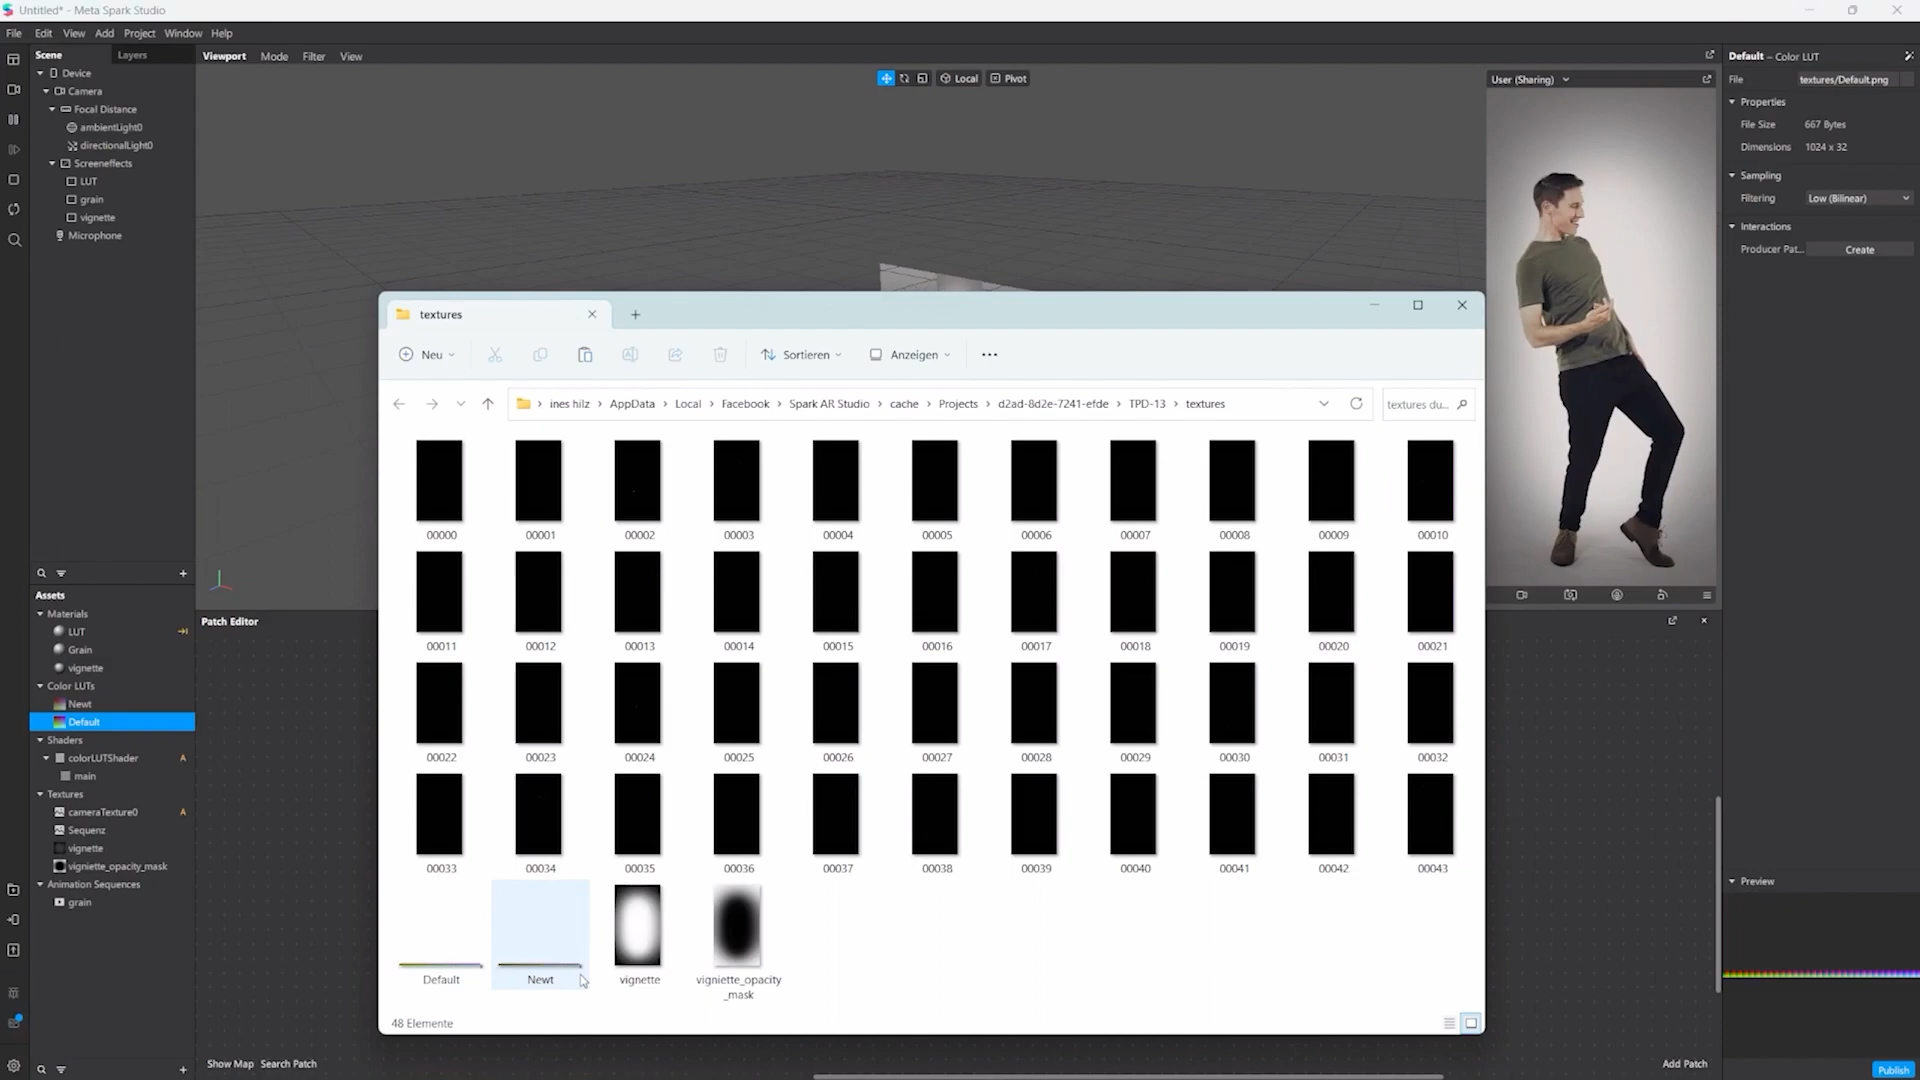 Untitled* - Meta Spark Studio
File Edit View Add Project Window Help
Scene Layers
Device
Camera
Focal Distance
ambientLight0
directionalLight0
Screeneffects
LUT
grain
vignette
Microphone
Viewport Mode Filter View
Local Pivot
User (Sharing)
Default – Color LUT
File textures/Default.png
Properties
File Size 667 Bytes
Dimensions 1024 x 32
Sampling
Filtering Low (Bilinear)
Interactions
Producer Pat... Create
textures
Neu Sortieren Anzeigen
ines hilz AppData Local Facebook Spark AR Studio cache Projects d2ad-8d2e-7241-efde TPD-13 textures
textures du...
00000 00001 00002 00003 00004 00005 00006 00007 00008 00009 00010
00011 00012 00013 00014 00015 00016 00017 00018 00019 00020 00021
00022 00023 00024 00025 00026 00027 00028 00029 00030 00031 00032
00033 00034 00035 00036 00037 00038 00039 00040 00041 00042 00043
Default Newt vignette vigniette_opacity
_mask
48 Elemente
Assets
Materials
LUT
Grain
vignette
Color LUTs
Newt
Default
Shaders
colorLUTShader A
main
Textures
cameraTexture0 A
Sequenz
vignette
vigniette_opacity_mask
Animation Sequences
grain
Patch Editor
Show Map Search Patch
Add Patch
Preview
Publish